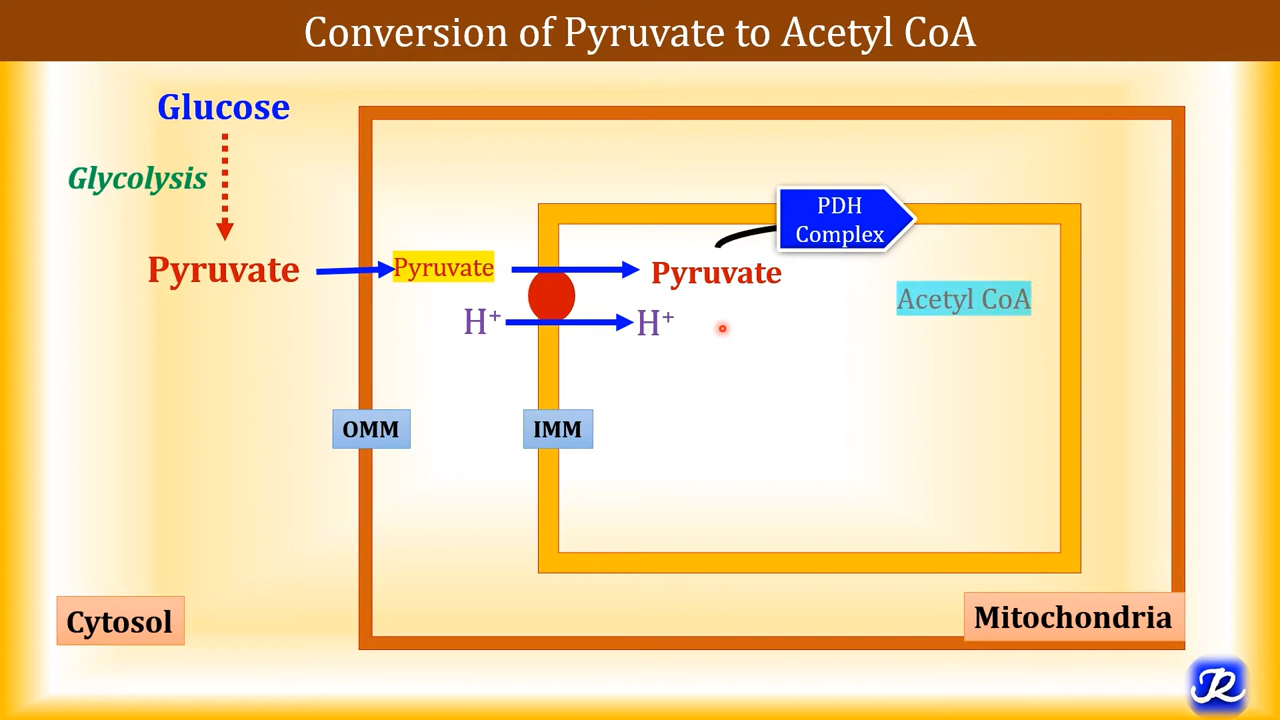 Conversion of Pyruvate to Acetyl CoA
Glucose
Glycolysis
PDH
Complex
Pyruvate
Pyruvate
Pyruvate
Acetyl CoA
H⁺
H⁺
OMM
IMM
Cytosol
Mitochondria
JR